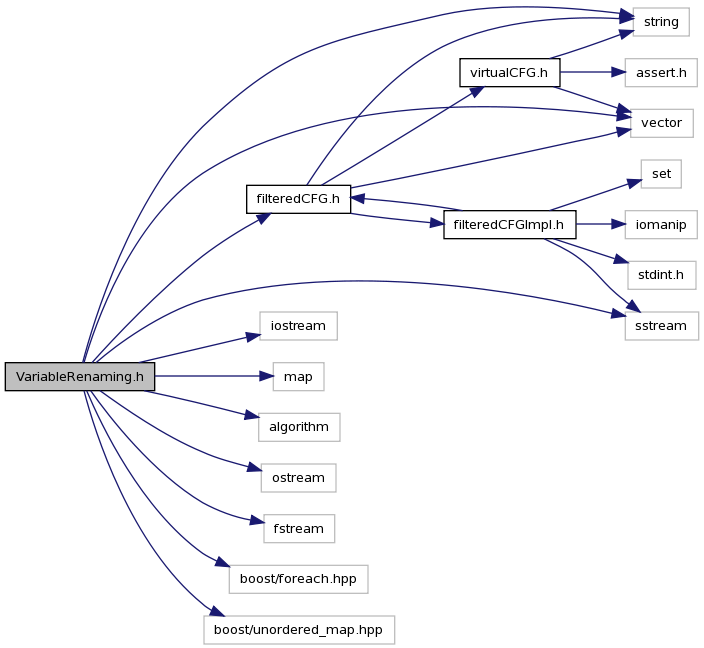 string
virtualCFG.h
assert.h
vector
set
filteredCFG.h
filteredCFGImpl.h
iomanip
stdint.h
iostream
sstream
VariableRenaming.h
map
algorithm
ostream
fstream
boost/foreach.hpp
boost/unordered_map.hpp